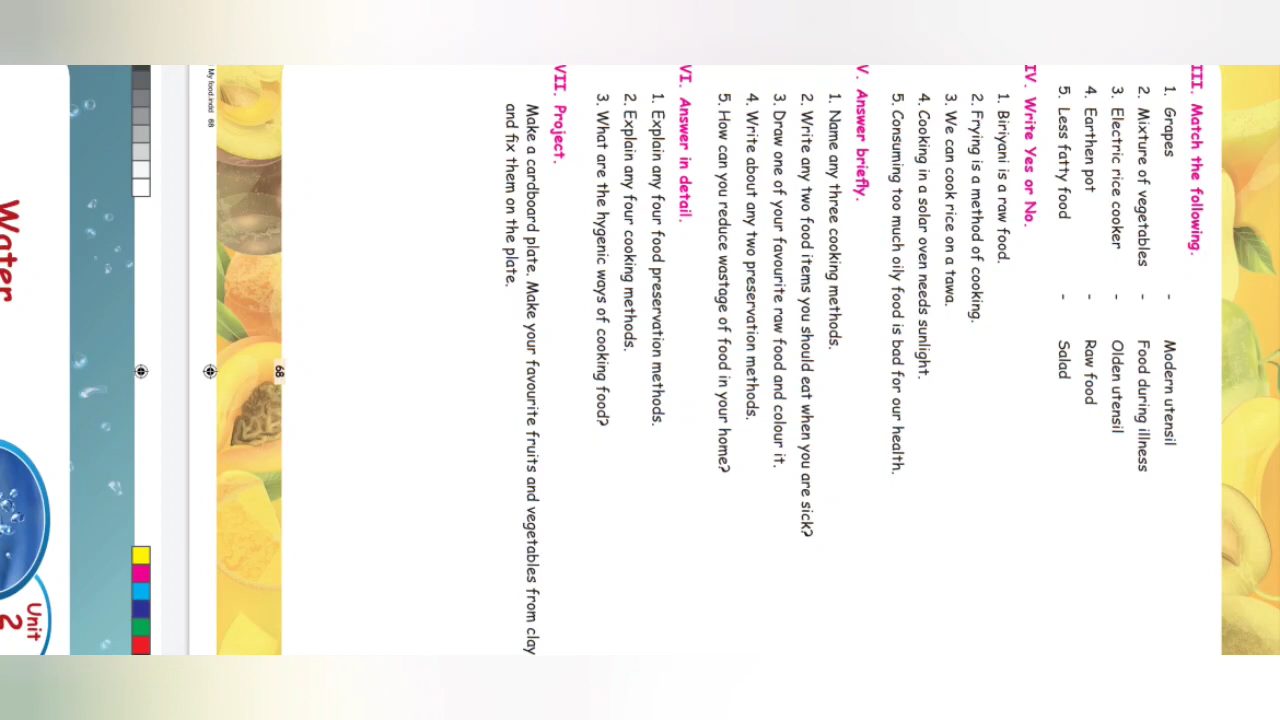 III. Match the following.
1. Grapes - Modern utensil
2. Mixture of vegetables - Food during illness
3. Electric rice cooker - Olden utensil
4. Earthen pot - Raw food
5. Less fatty food - Salad
IV. Write Yes or No.
1. Biriyani is a raw food.
2. Frying is a method of cooking.
3. We can cook rice on a tawa.
4. Cooking in a solar oven needs sunlight.
5. Consuming too much oily food is bad for our health.
V. Answer briefly.
1. Name any three cooking methods.
2. Write any two food items you should eat when you are sick?
3. Draw one of your favourite raw food and colour it.
4. Write about any two preservation methods.
5. How can you reduce wastage of food in your home?
VI. Answer in detail.
1. Explain any four food preservation methods.
2. Explain any four cooking methods.
3. What are the hygenic ways of cooking food?
VII. Project.
Make a cardboard plate. Make your favourite fruits and vegetables from clay
and fix them on the plate.
68
My food.indd 68
Unit
2
Water